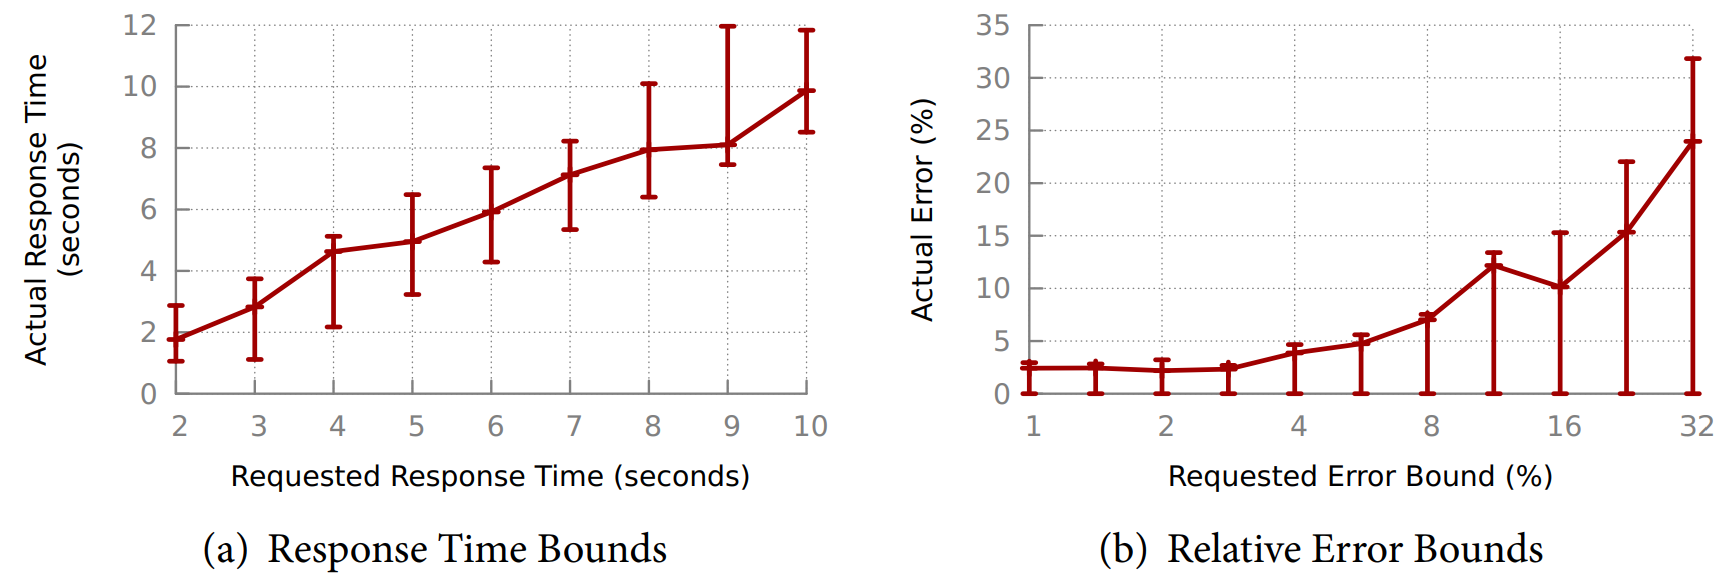 Actual Response Time
(seconds)
12
10
8
6
4
2
0
2 3 4 5 6 7 8 9 10
Requested Response Time (seconds)
(a) Response Time Bounds
Actual Error (%)
35
30
25
20
15
10
5
0
1 2 4 8 16 32
Requested Error Bound (%)
(b) Relative Error Bounds